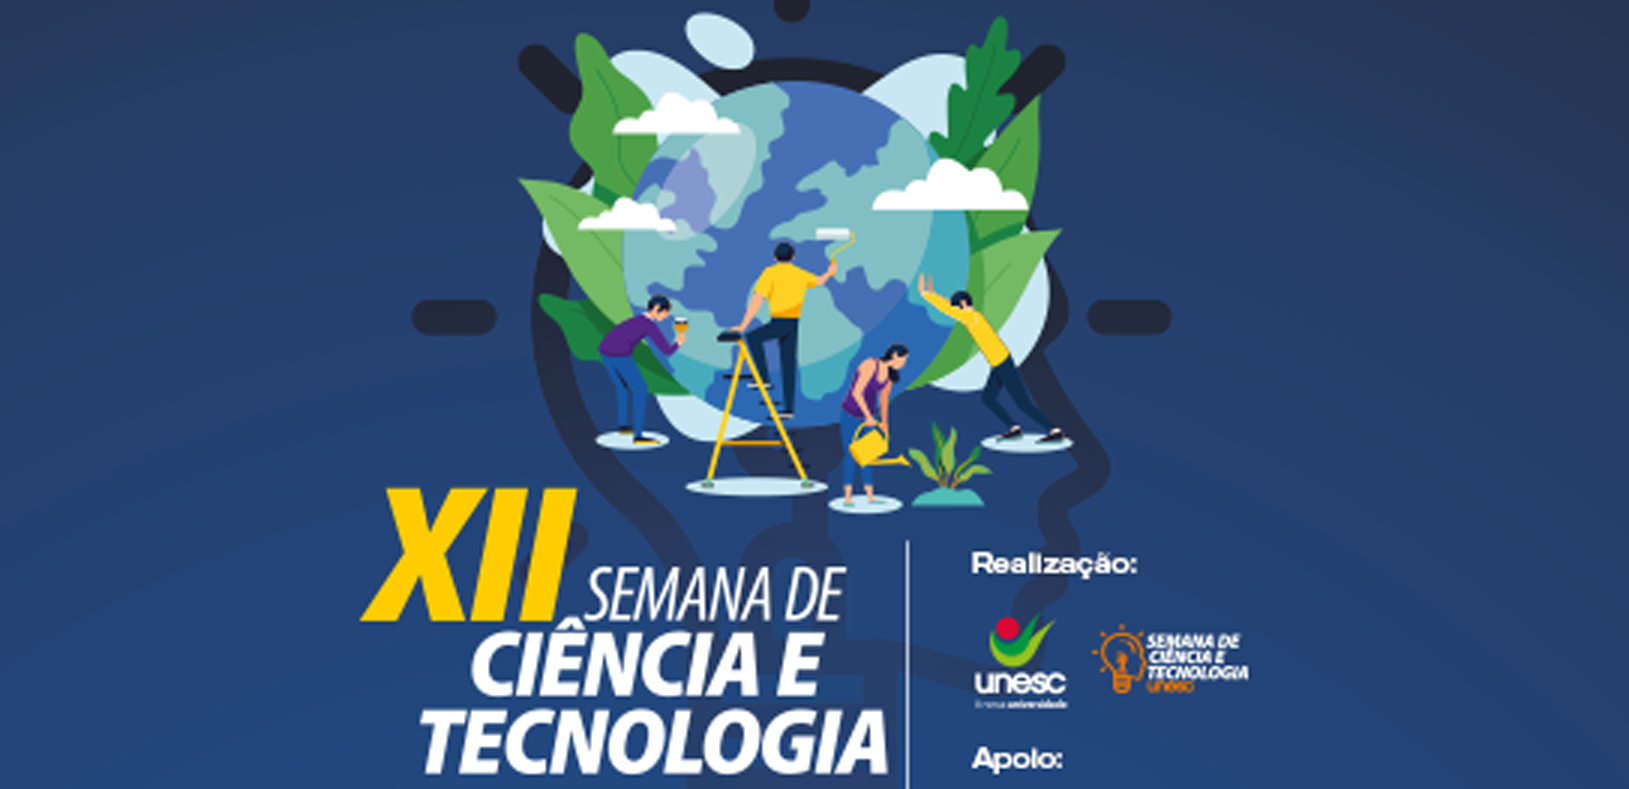 XII SEMANA DE
CIÊNCIA E
TECNOLOGIA
Realização:
unesc
SEMANA DE
CIÊNCIA E
TECNOLOGIA
unesc
Apoio: